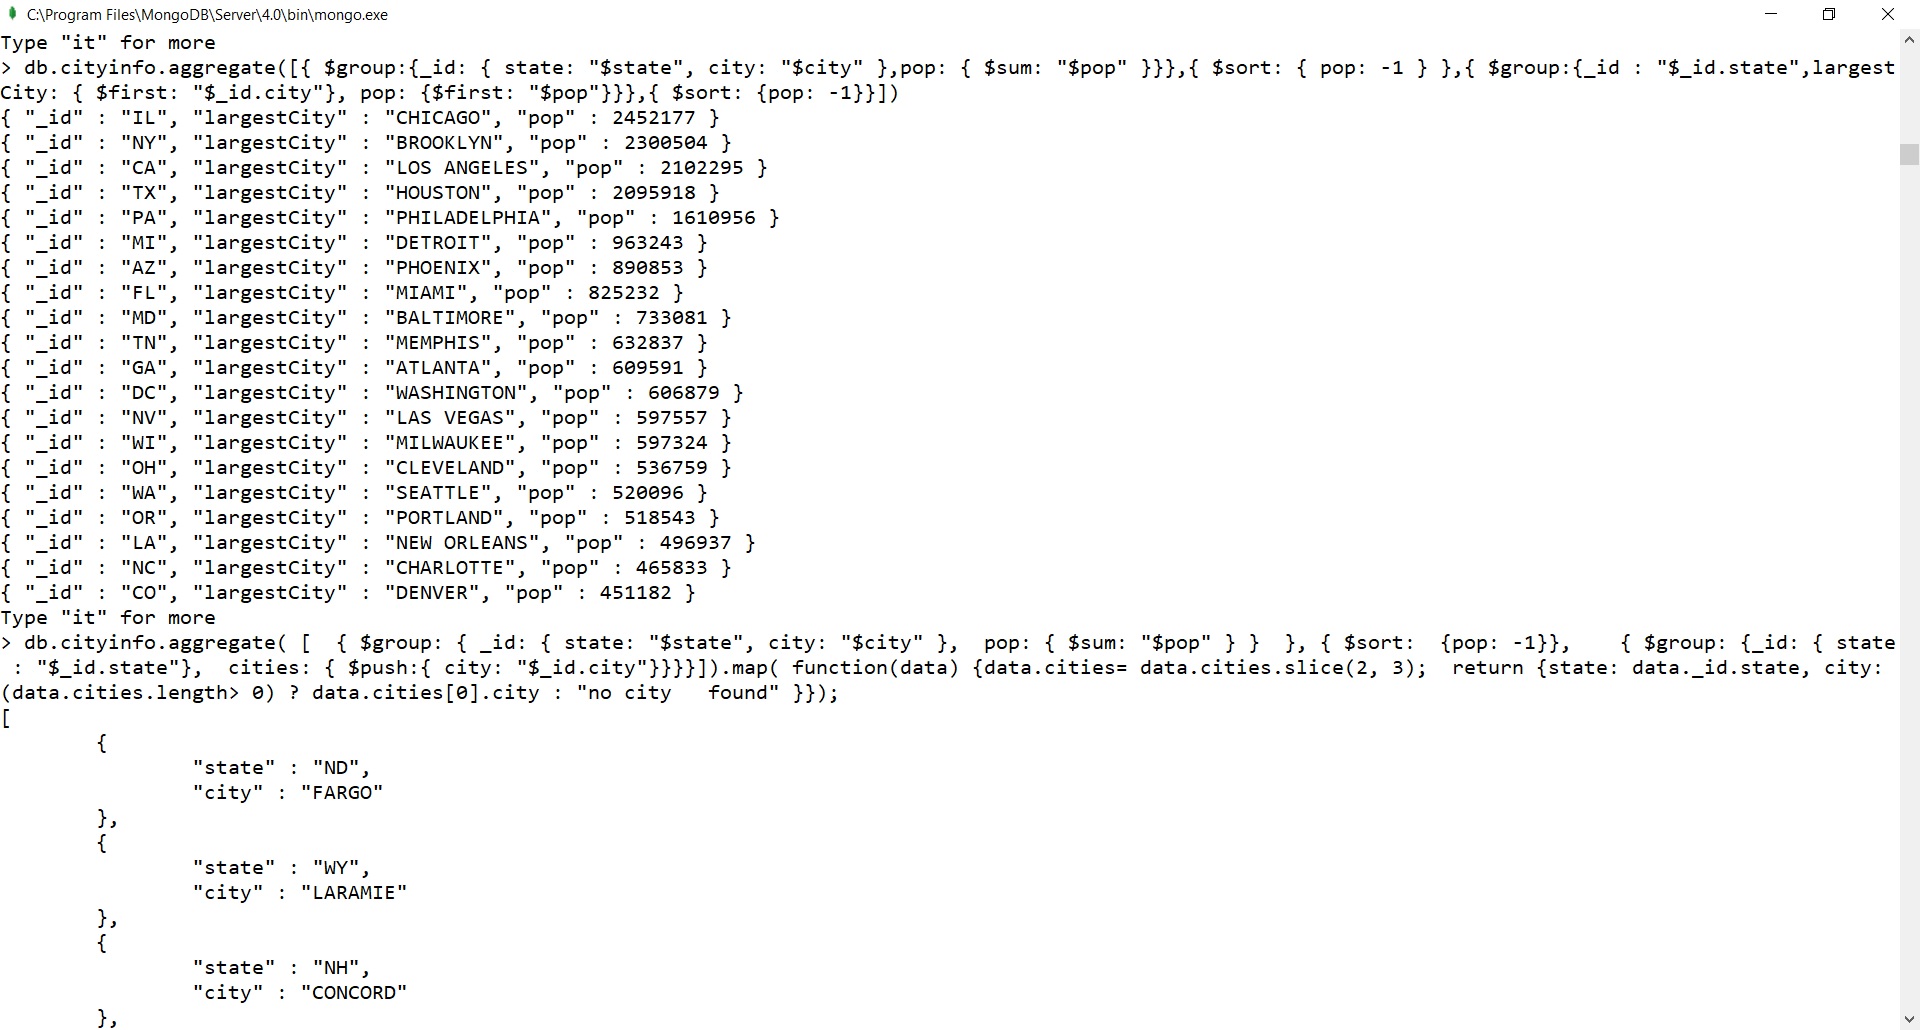 C:\Program Files\MongoDB\Server\4.0\bin\mongo.exe
Type "it" for more
> db.cityinfo.aggregate([{ $group:{_id: { state: "$state", city: "$city" },pop: { $sum: "$pop" }}},{ $sort: { pop: -1 } },{ $group:{_id : "$_id.state",largest
City: { $first: "$_id.city"}, pop: {$first: "$pop"}}},{ $sort: {pop: -1}}])
{ "_id" : "IL", "largestCity" : "CHICAGO", "pop" : 2452177 }
{ "_id" : "NY", "largestCity" : "BROOKLYN", "pop" : 2300504 }
{ "_id" : "CA", "largestCity" : "LOS ANGELES", "pop" : 2102295 }
{ "_id" : "TX", "largestCity" : "HOUSTON", "pop" : 2095918 }
{ "_id" : "PA", "largestCity" : "PHILADELPHIA", "pop" : 1610956 }
{ "_id" : "MI", "largestCity" : "DETROIT", "pop" : 963243 }
{ "_id" : "AZ", "largestCity" : "PHOENIX", "pop" : 890853 }
{ "_id" : "FL", "largestCity" : "MIAMI", "pop" : 825232 }
{ "_id" : "MD", "largestCity" : "BALTIMORE", "pop" : 733081 }
{ "_id" : "TN", "largestCity" : "MEMPHIS", "pop" : 632837 }
{ "_id" : "GA", "largestCity" : "ATLANTA", "pop" : 609591 }
{ "_id" : "DC", "largestCity" : "WASHINGTON", "pop" : 606879 }
{ "_id" : "NV", "largestCity" : "LAS VEGAS", "pop" : 597557 }
{ "_id" : "WI", "largestCity" : "MILWAUKEE", "pop" : 597324 }
{ "_id" : "OH", "largestCity" : "CLEVELAND", "pop" : 536759 }
{ "_id" : "WA", "largestCity" : "SEATTLE", "pop" : 520096 }
{ "_id" : "OR", "largestCity" : "PORTLAND", "pop" : 518543 }
{ "_id" : "LA", "largestCity" : "NEW ORLEANS", "pop" : 496937 }
{ "_id" : "NC", "largestCity" : "CHARLOTTE", "pop" : 465833 }
{ "_id" : "CO", "largestCity" : "DENVER", "pop" : 451182 }
Type "it" for more
> db.cityinfo.aggregate( [  { $group: { _id: { state: "$state", city: "$city" },  pop: { $sum: "$pop" } }  }, { $sort:  {pop: -1}},    { $group: {_id: { state
 : "$_id.state"},  cities: { $push:{ city: "$_id.city"}}}}]).map( function(data) {data.cities= data.cities.slice(2, 3);  return {state: data._id.state, city:
(data.cities.length> 0) ? data.cities[0].city : "no city   found" }});
[
        {
                "state" : "ND",
                "city" : "FARGO"
        },
        {
                "state" : "WY",
                "city" : "LARAMIE"
        },
        {
                "state" : "NH",
                "city" : "CONCORD"
        },